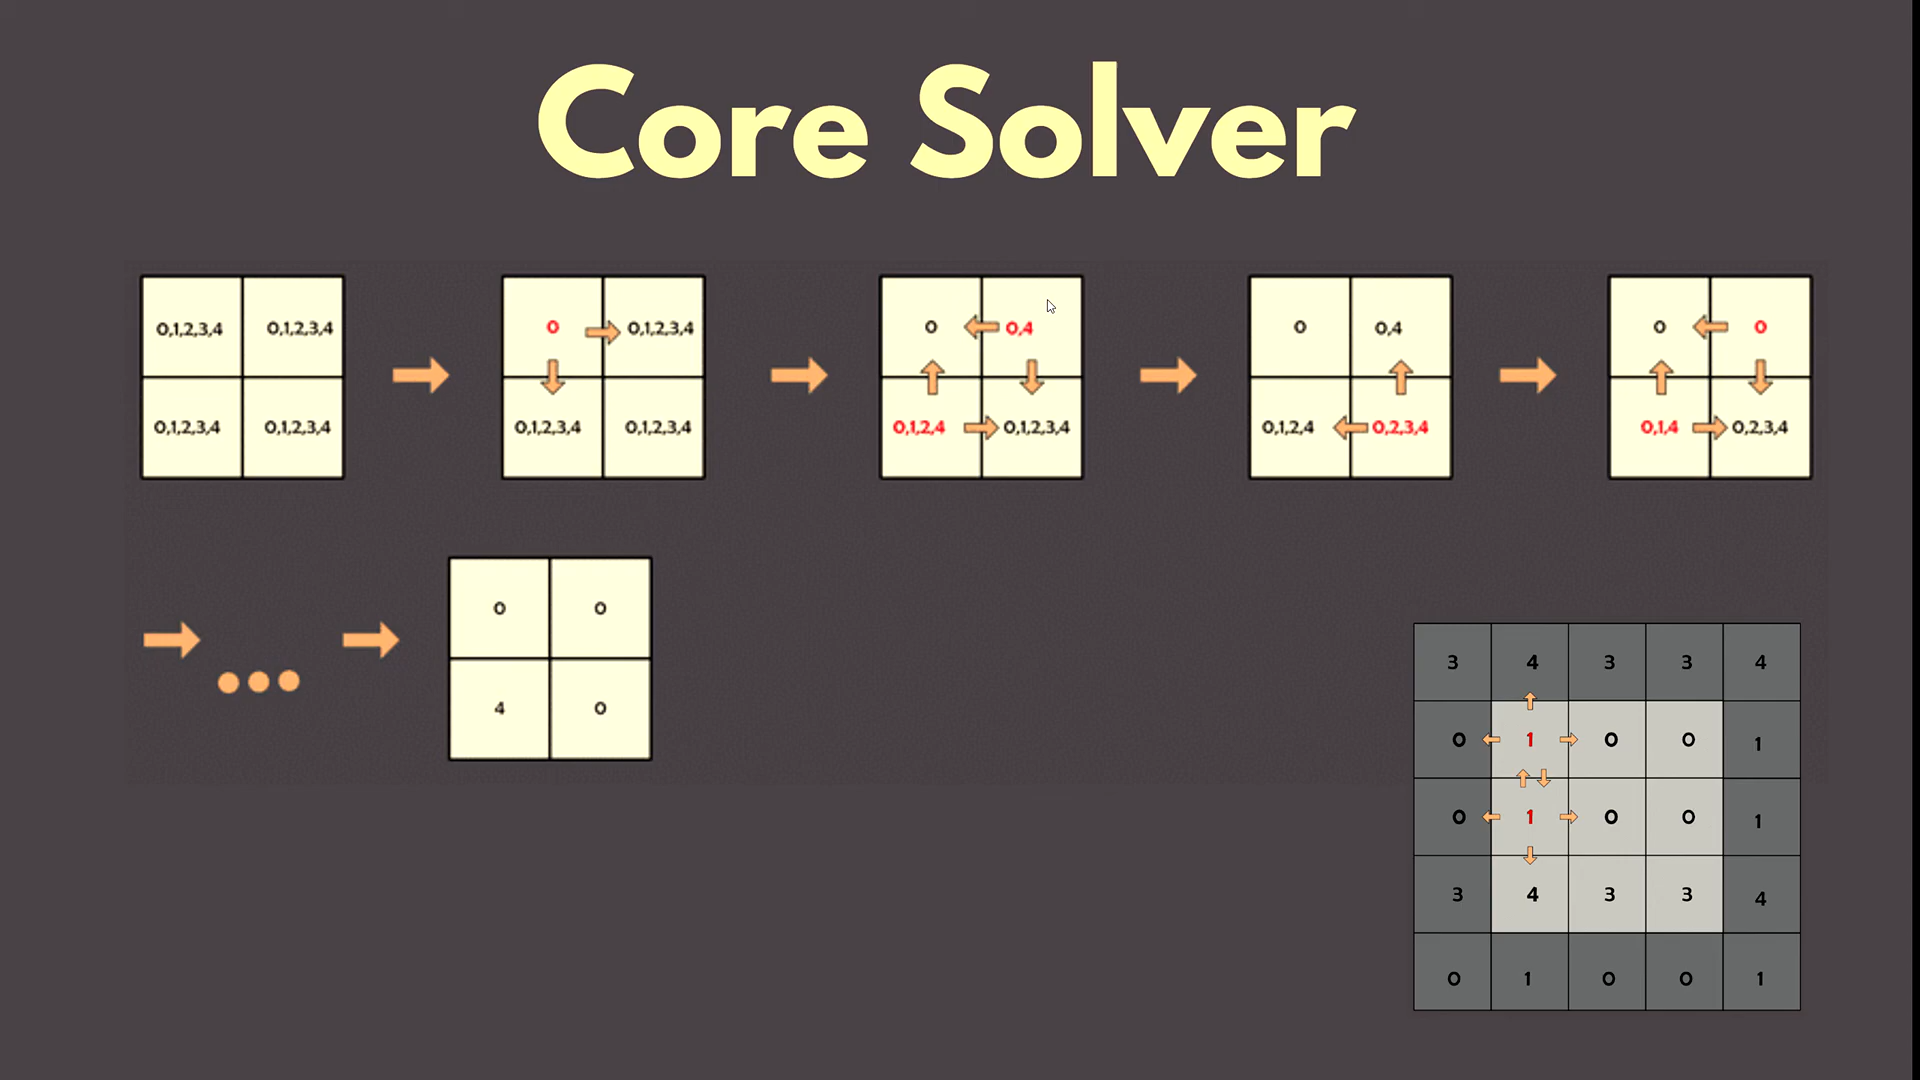 Core Solver
0,1,2,3,4 0,1,2,3,4
0,1,2,3,4 0,1,2,3,4
0 0,1,2,3,4
0,1,2,3,4 0,1,2,3,4
0 0,4
0,1,2,4 0,1,2,3,4
0 0,4
0,1,2,4 0,2,3,4
0 0
0,1,4 0,2,3,4
0 0
4 0
3 4 3 3 4
0 1 0 0 1
0 1 0 0 1
3 4 3 3 4
0 1 0 0 1